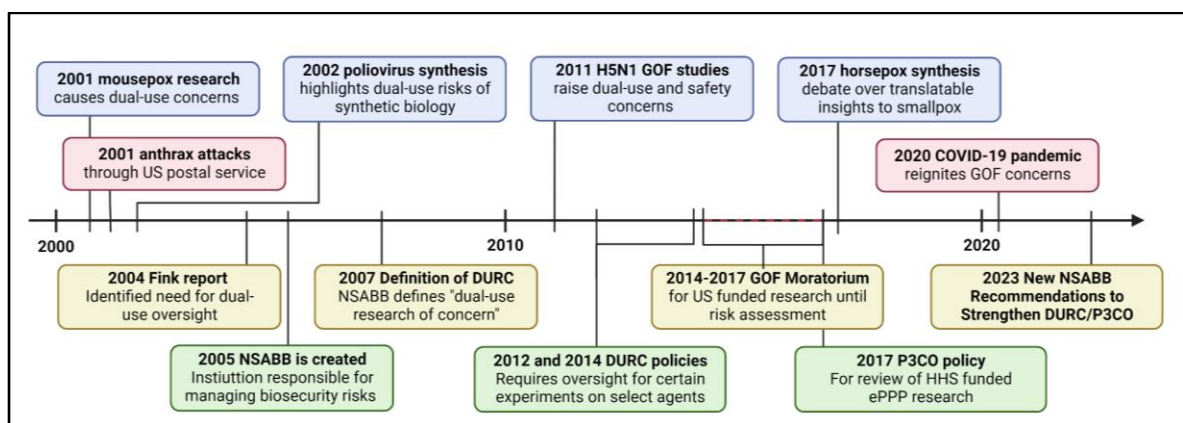 2001 mousepox research
causes dual-use concerns
2002 poliovirus synthesis
highlights dual-use risks of
synthetic biology
2011 H5N1 GOF studies
raise dual-use and safety
concerns
2017 horsepox synthesis
debate over translatable
insights to smallpox
2001 anthrax attacks
through US postal service
2020 COVID-19 pandemic
reignites GOF concerns
2000
2010
2020
2004 Fink report
Identified need for dual-
use oversight
2007 Definition of DURC
NSABB defines "dual-use
research of concern"
2014-2017 GOF Moratorium
for US funded research until
risk assessment
2023 New NSABB
Recommendations to
Strengthen DURC/P3CO
2005 NSABB is created
Instiuttion responsible for
managing biosecurity risks
2012 and 2014 DURC policies
Requires oversight for certain
experiments on select agents
2017 P3CO policy
For review of HHS funded
ePPP research